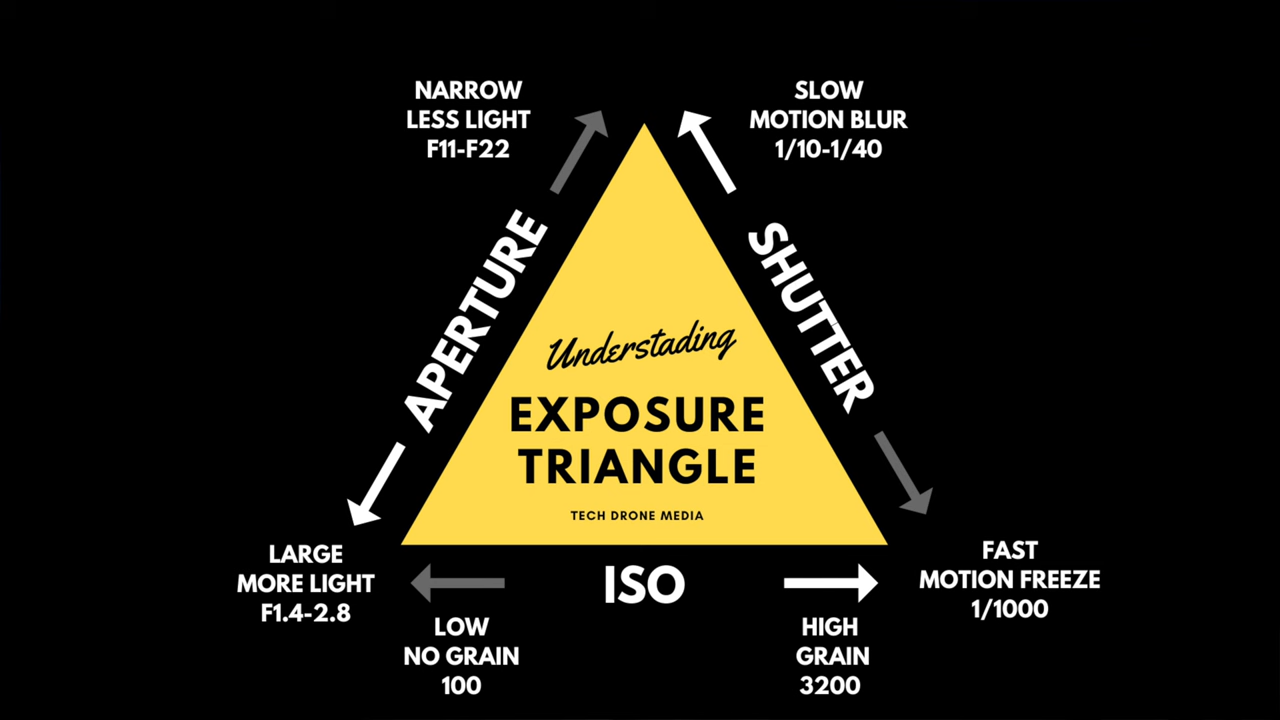 NARROW
LESS LIGHT
F11-F22
SLOW
MOTION BLUR
1/10-1/40
APERTURE
SHUTTER
Understading
EXPOSURE
TRIANGLE
TECH DRONE MEDIA
LARGE
MORE LIGHT
F1.4-2.8
ISO
FAST
MOTION FREEZE
1/1000
LOW
NO GRAIN
100
HIGH
GRAIN
3200